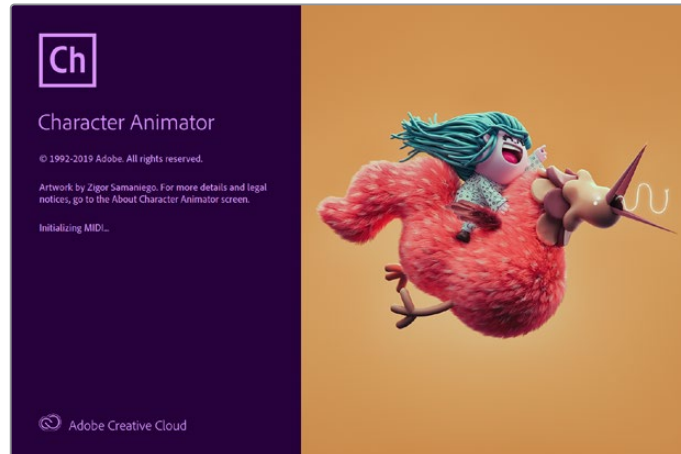 Ch
Character Animator
© 1992-2019 Adobe. All rights reserved.
Artwork by Zigor Samaniego. For more details and legal
notices, go to the About Character Animator screen.
Initializing MIDI...
Adobe Creative Cloud